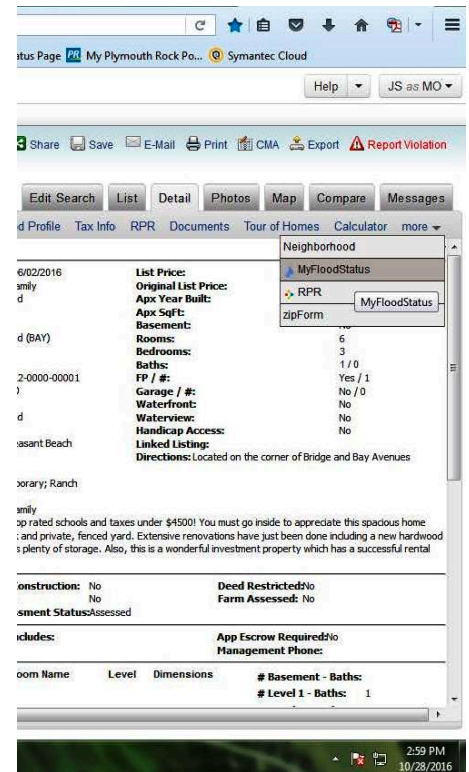 atus Page PR My Plymouth Rock Po... Symantec Cloud
Help JS as MO
Share Save E-Mail Print CMA Export Report Violation
Edit Search List Detail Photos Map Compare Messages
d Profile Tax Info RPR Documents Tour of Homes Calculator more
Neighborhood
MyFloodStatus
RPR
MyFloodStatus
zipForm
6/02/2016 List Price:
amily Original List Price:
d Apx Year Built:
Apx SqFt:
Basement: No
d (BAY) Rooms: 6
Bedrooms: 3
Baths: 1 / 0
2-0000-00001 FP / #: Yes / 1
Garage / #: No / 0
Waterfront: No
d Waterview: No
Handicap Access: No
easant Beach Linked Listing:
Directions: Located on the corner of Bridge and Bay Avenues
porary; Ranch
amily
op rated schools and taxes under $4500! You must go inside to appreciate this spacious home
and private, fenced yard. Extensive renovations have just been done including a new hardwood
s plenty of storage. Also, this is a wonderful investment property which has a successful rental
onstruction: No Deed Restricted:No
No Farm Assessed: No
sment Status:Assessed
cludes: App Escrow Required:No
Management Phone:
oom Name Level Dimensions # Basement - Baths:
# Level 1 - Baths: 1
2:59 PM
10/28/2016